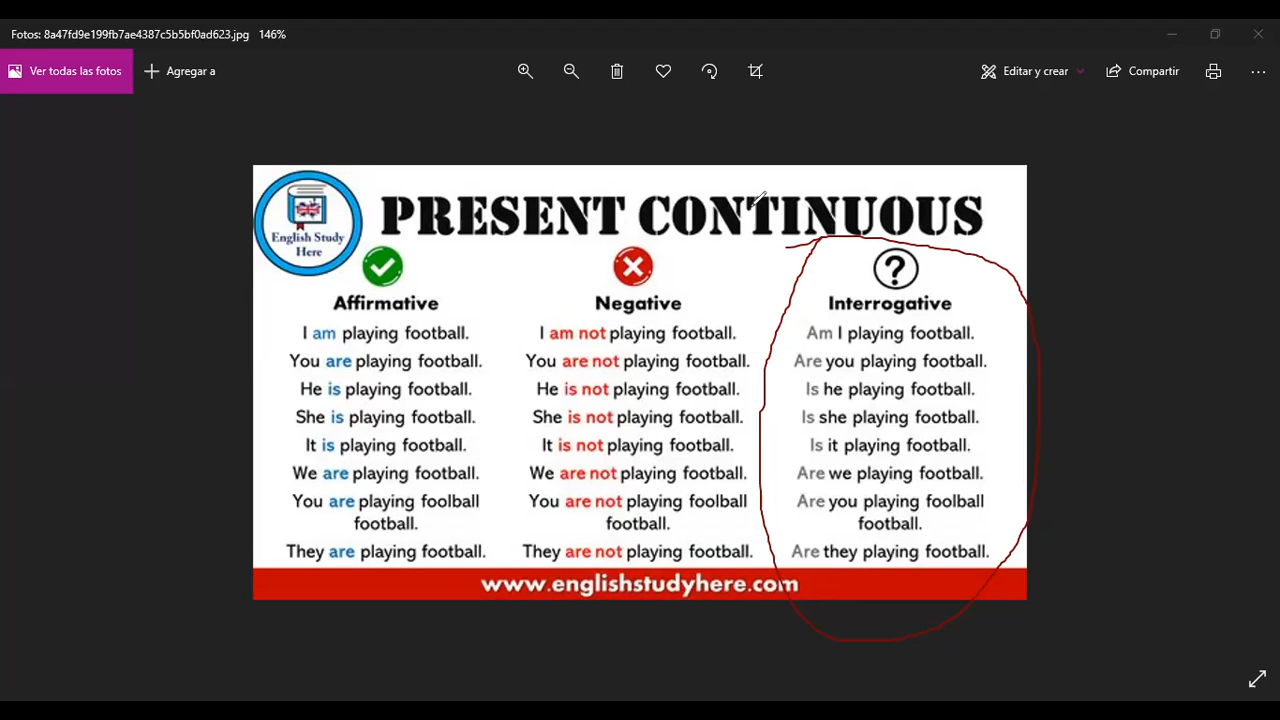 Fotos: 8a47fd9e199fb7ae4387c5b5bf0ad623.jpg 146%
Ver todas las fotos
Agregar a
Editar y crear
Compartir
English Study
Here
PRESENT CONTINUOUS
Affirmative
I am playing football.
You are playing football.
He is playing football.
She is playing football.
It is playing football.
We are playing football.
You are playing foolball
football.
They are playing football.
Negative
I am not playing football.
You are not playing football.
He is not playing football.
She is not playing football.
It is not playing football.
We are not playing football.
You are not playing foolball
football.
They are not playing football.
?
Interrogative
Am I playing football.
Are you playing football.
Is he playing football.
Is she playing football.
Is it playing football.
Are we playing football.
Are you playing foolball
football.
Are they playing football.
www.englishstudyhere.com